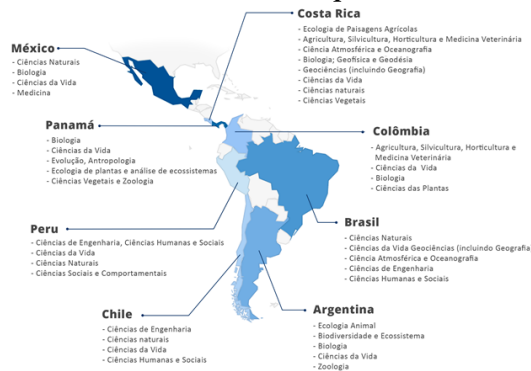 Costa Rica
- Ecologia de Paisagens Agrícolas
- Agricultura, Silvicultura, Horticultura e Medicina Veterinária
- Ciência Atmosférica e Oceanografia
- Biologia; Geofísica e Geodésia
- Geociências (incluindo Geografia)
- Ciências da Vida
- Ciências naturais
- Ciências Vegetais
México
- Ciências Naturais
- Biologia
- Ciências da Vida
- Medicina
Panamá
- Biologia
- Ciências da Vida
- Evolução, Antropologia
- Ecologia de plantas e análise de ecossistemas
- Ciências Vegetais e Zoologia
Colômbia
- Agricultura, Silvicultura, Horticultura e
Medicina Veterinária
- Ciências da Vida
- Biologia
- Ciências das Plantas
Peru
- Ciências de Engenharia, Ciências Humanas e Sociais
- Ciências da Vida
- Ciências Naturais
- Ciências Sociais e Comportamentais
Brasil
- Ciências Naturais
- Ciências da Vida Geociências (incluindo Geografia
- Ciência Atmosférica e Oceanografia
- Ciências de Engenharia
- Ciências Humanas e Sociais
Chile
- Ciências de Engenharia
- Ciências naturais
- Ciências da Vida
- Ciências Humanas e Sociais
Argentina
- Ecologia Animal
- Biodiversidade e Ecossistema
- Biologia
- Ciências da Vida
- Zoologia